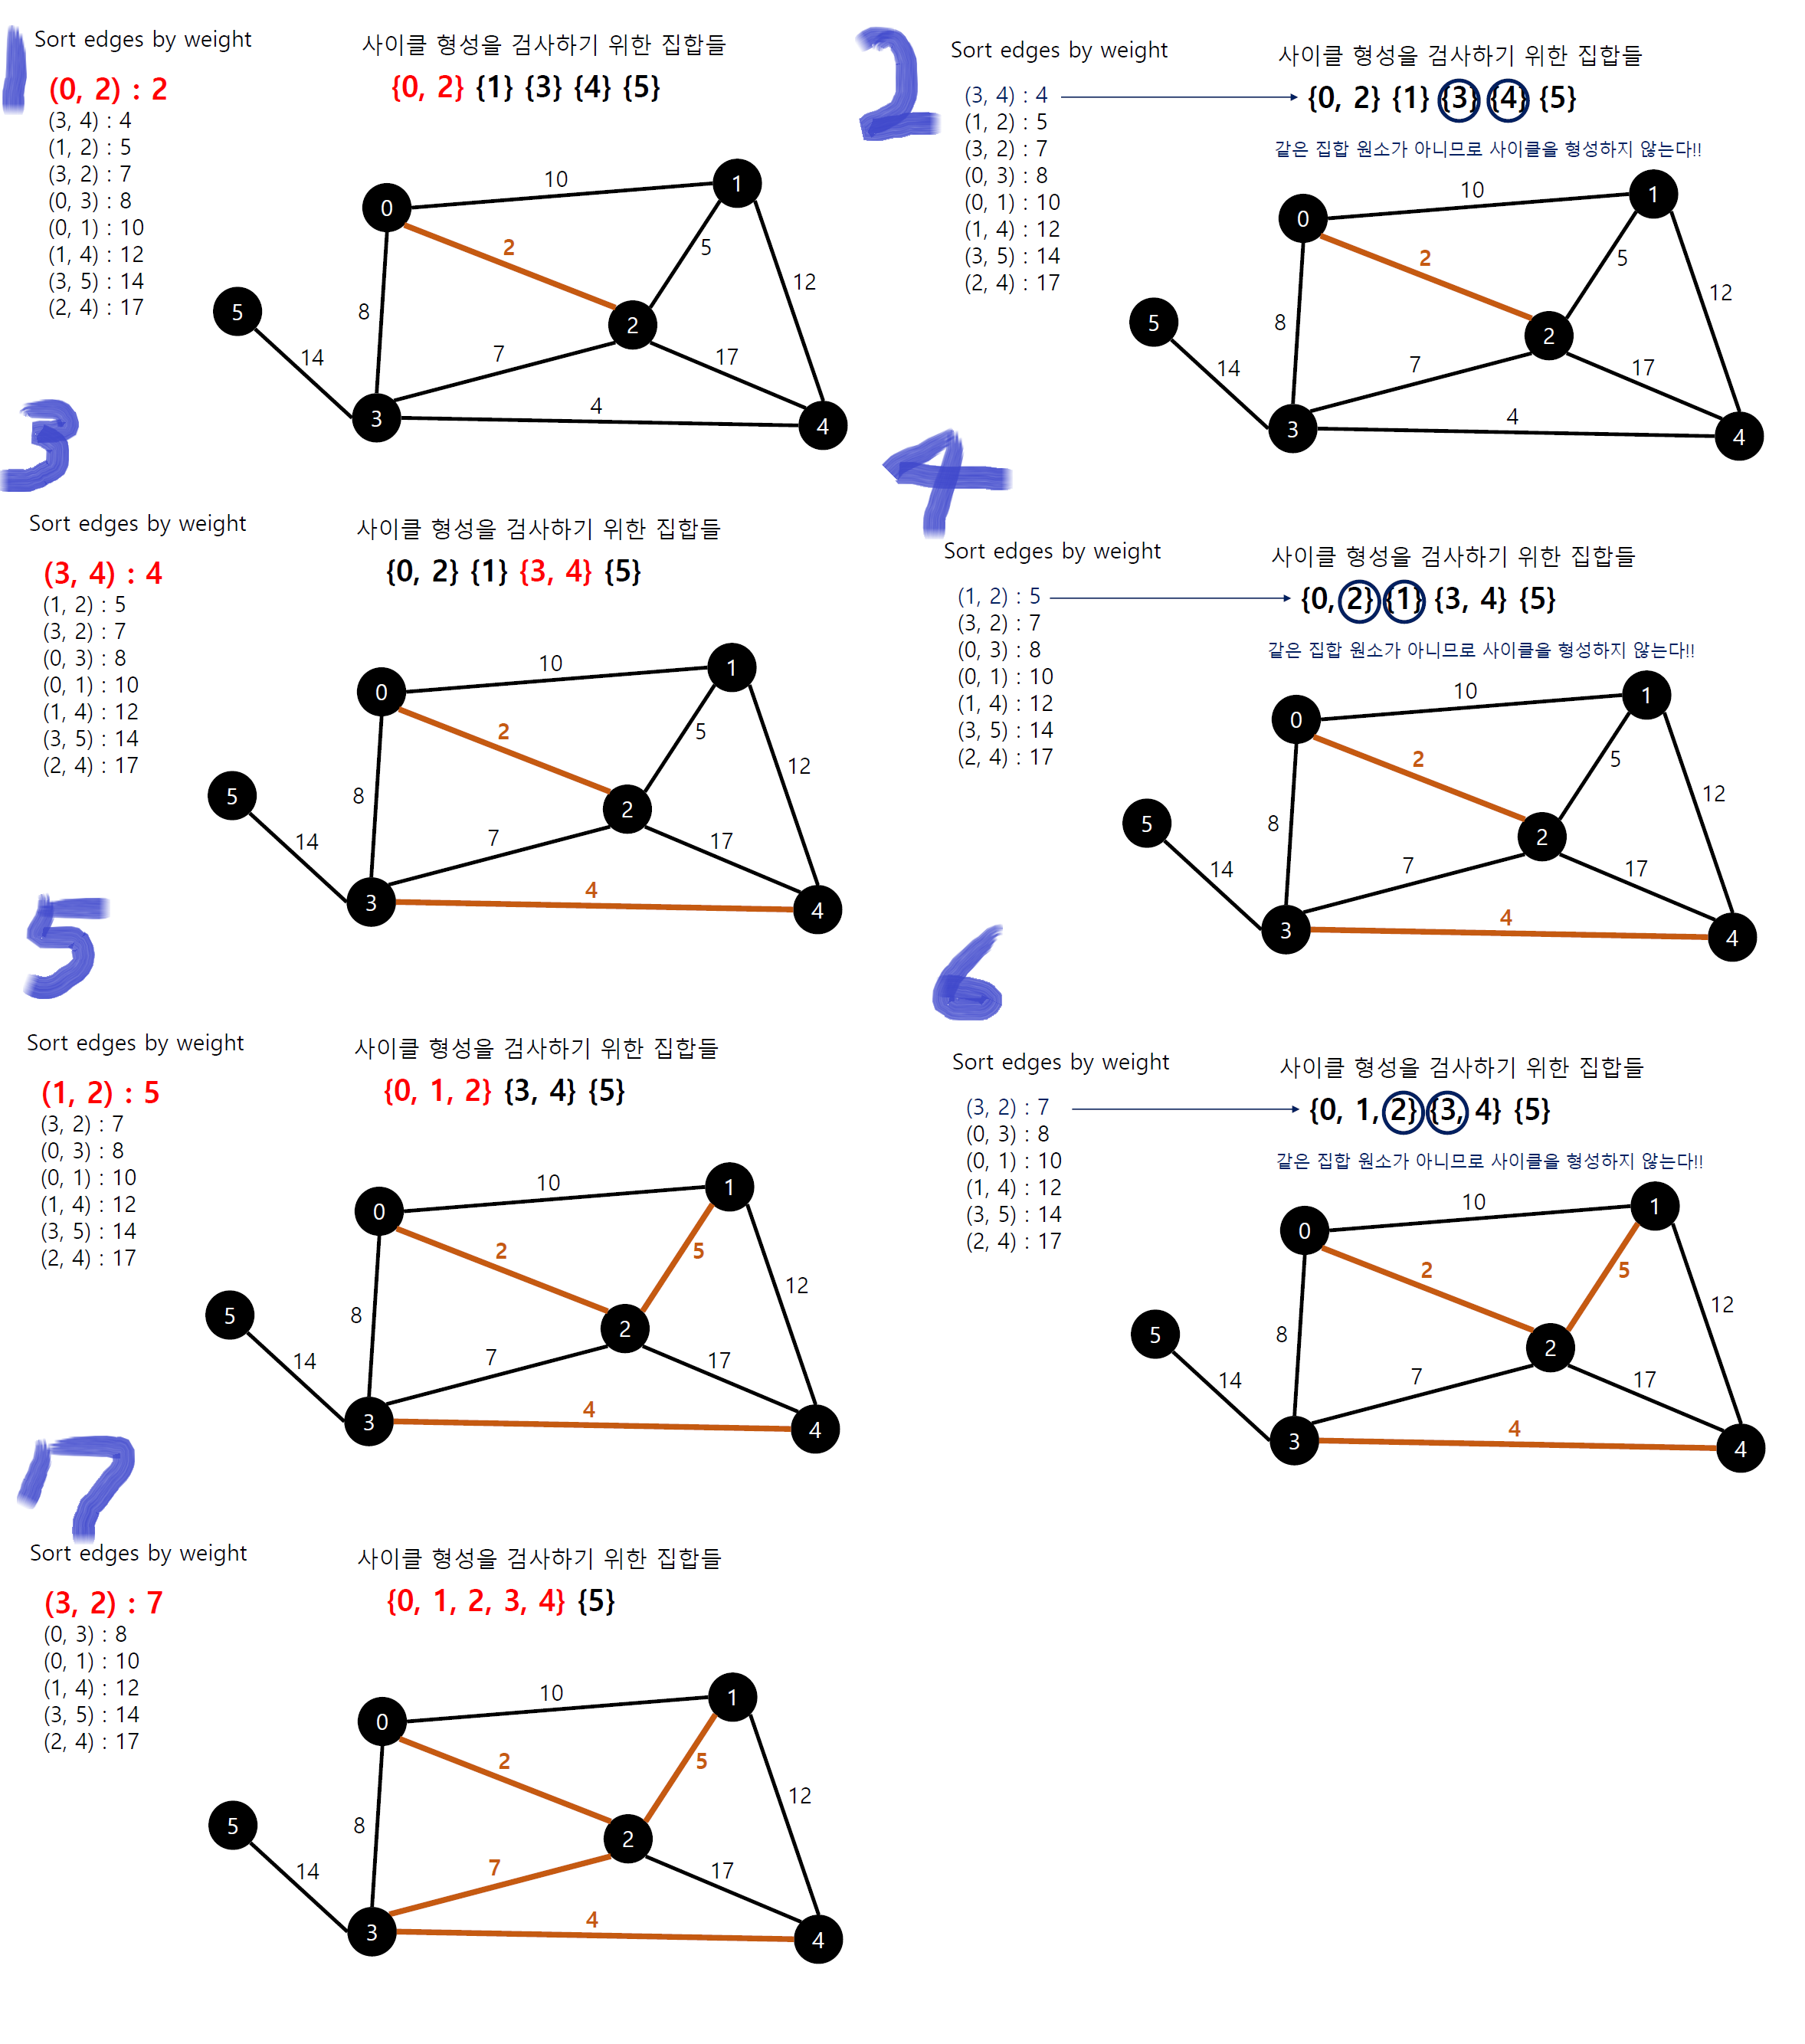 1
Sort edges by weight
(0, 2) : 2
(3, 4) : 4
(1, 2) : 5
(3, 2) : 7
(0, 3) : 8
(0, 1) : 10
(1, 4) : 12
(3, 5) : 14
(2, 4) : 17
사이클 형성을 검사하기 위한 집합들
{0, 2} {1} {3} {4} {5}
10
1
0
2
5
12
5
8
2
14
7
17
3
4
4
2
Sort edges by weight
(3, 4) : 4
(1, 2) : 5
(3, 2) : 7
(0, 3) : 8
(0, 1) : 10
(1, 4) : 12
(3, 5) : 14
(2, 4) : 17
사이클 형성을 검사하기 위한 집합들
{0, 2} {1} {3} {4} {5}
같은 집합 원소가 아니므로 사이클을 형성하지 않는다!!
10
1
0
2
5
12
5
8
2
14
7
17
3
4
4
3
Sort edges by weight
(3, 4) : 4
(1, 2) : 5
(3, 2) : 7
(0, 3) : 8
(0, 1) : 10
(1, 4) : 12
(3, 5) : 14
(2, 4) : 17
사이클 형성을 검사하기 위한 집합들
{0, 2} {1} {3, 4} {5}
10
1
0
2
5
12
5
8
2
14
7
17
3
4
4
4
Sort edges by weight
(1, 2) : 5
(3, 2) : 7
(0, 3) : 8
(0, 1) : 10
(1, 4) : 12
(3, 5) : 14
(2, 4) : 17
사이클 형성을 검사하기 위한 집합들
{0, 2} {1} {3, 4} {5}
같은 집합 원소가 아니므로 사이클을 형성하지 않는다!!
10
1
0
2
5
12
5
8
2
14
7
17
3
4
4
5
Sort edges by weight
(1, 2) : 5
(3, 2) : 7
(0, 3) : 8
(0, 1) : 10
(1, 4) : 12
(3, 5) : 14
(2, 4) : 17
사이클 형성을 검사하기 위한 집합들
{0, 1, 2} {3, 4} {5}
10
1
0
2
5
12
5
8
2
14
7
17
3
4
4
6
Sort edges by weight
(3, 2) : 7
(0, 3) : 8
(0, 1) : 10
(1, 4) : 12
(3, 5) : 14
(2, 4) : 17
사이클 형성을 검사하기 위한 집합들
{0, 1, 2} {3, 4} {5}
같은 집합 원소가 아니므로 사이클을 형성하지 않는다!!
10
1
0
2
5
12
5
8
2
14
7
17
3
4
4
7
Sort edges by weight
(3, 2) : 7
(0, 3) : 8
(0, 1) : 10
(1, 4) : 12
(3, 5) : 14
(2, 4) : 17
사이클 형성을 검사하기 위한 집합들
{0, 1, 2, 3, 4} {5}
10
1
0
2
5
12
5
8
2
14
7
17
3
4
4